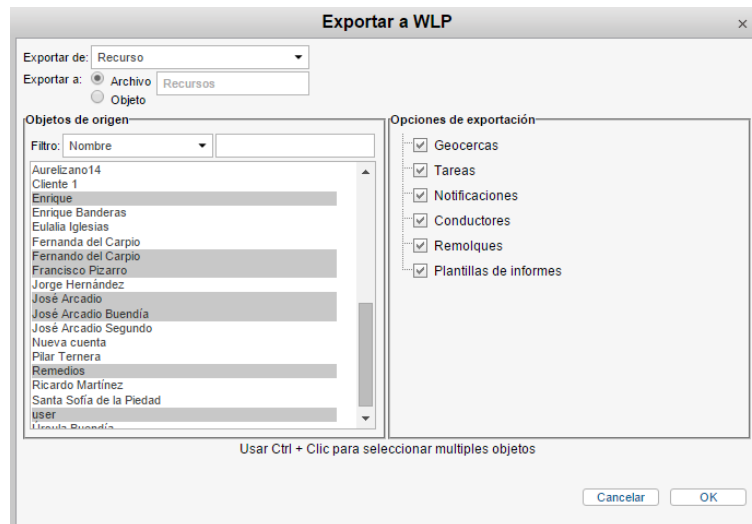 Exportar a WLP
×
Exportar de: Recurso
Exportar a: Archivo Recursos
Objeto
Objetos de origen
Filtro: Nombre
Aurelizano14
Cliente 1
Enrique
Enrique Banderas
Eulalia Iglesias
Fernanda del Carpio
Fernando del Carpio
Francisco Pizarro
Jorge Hernández
José Arcadio
José Arcadio Buendía
José Arcadio Segundo
Nueva cuenta
Pilar Ternera
Remedios
Ricardo Martínez
Santa Sofía de la Piedad
user
Úrsula Buendía
Opciones de exportación
Geocercas
Tareas
Notificaciones
Conductores
Remolques
Plantillas de informes
Usar Ctrl + Clic para seleccionar multiples objetos
Cancelar OK